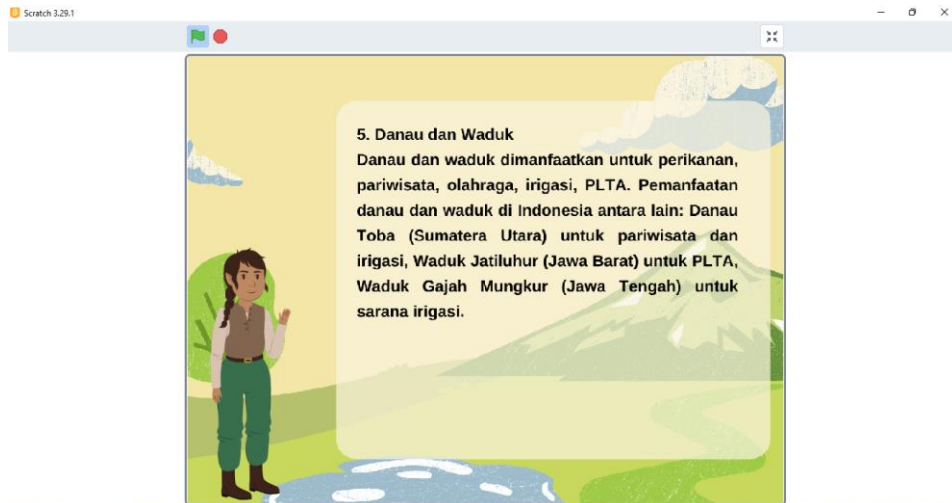 Scratch 3.29.1
5. Danau dan Waduk
Danau dan waduk dimanfaatkan untuk perikanan,
pariwisata, olahraga, irigasi, PLTA. Pemanfaatan
danau dan waduk di Indonesia antara lain: Danau
Toba (Sumatera Utara) untuk pariwisata dan
irigasi, Waduk Jatiluhur (Jawa Barat) untuk PLTA,
Waduk Gajah Mungkur (Jawa Tengah) untuk
sarana irigasi.